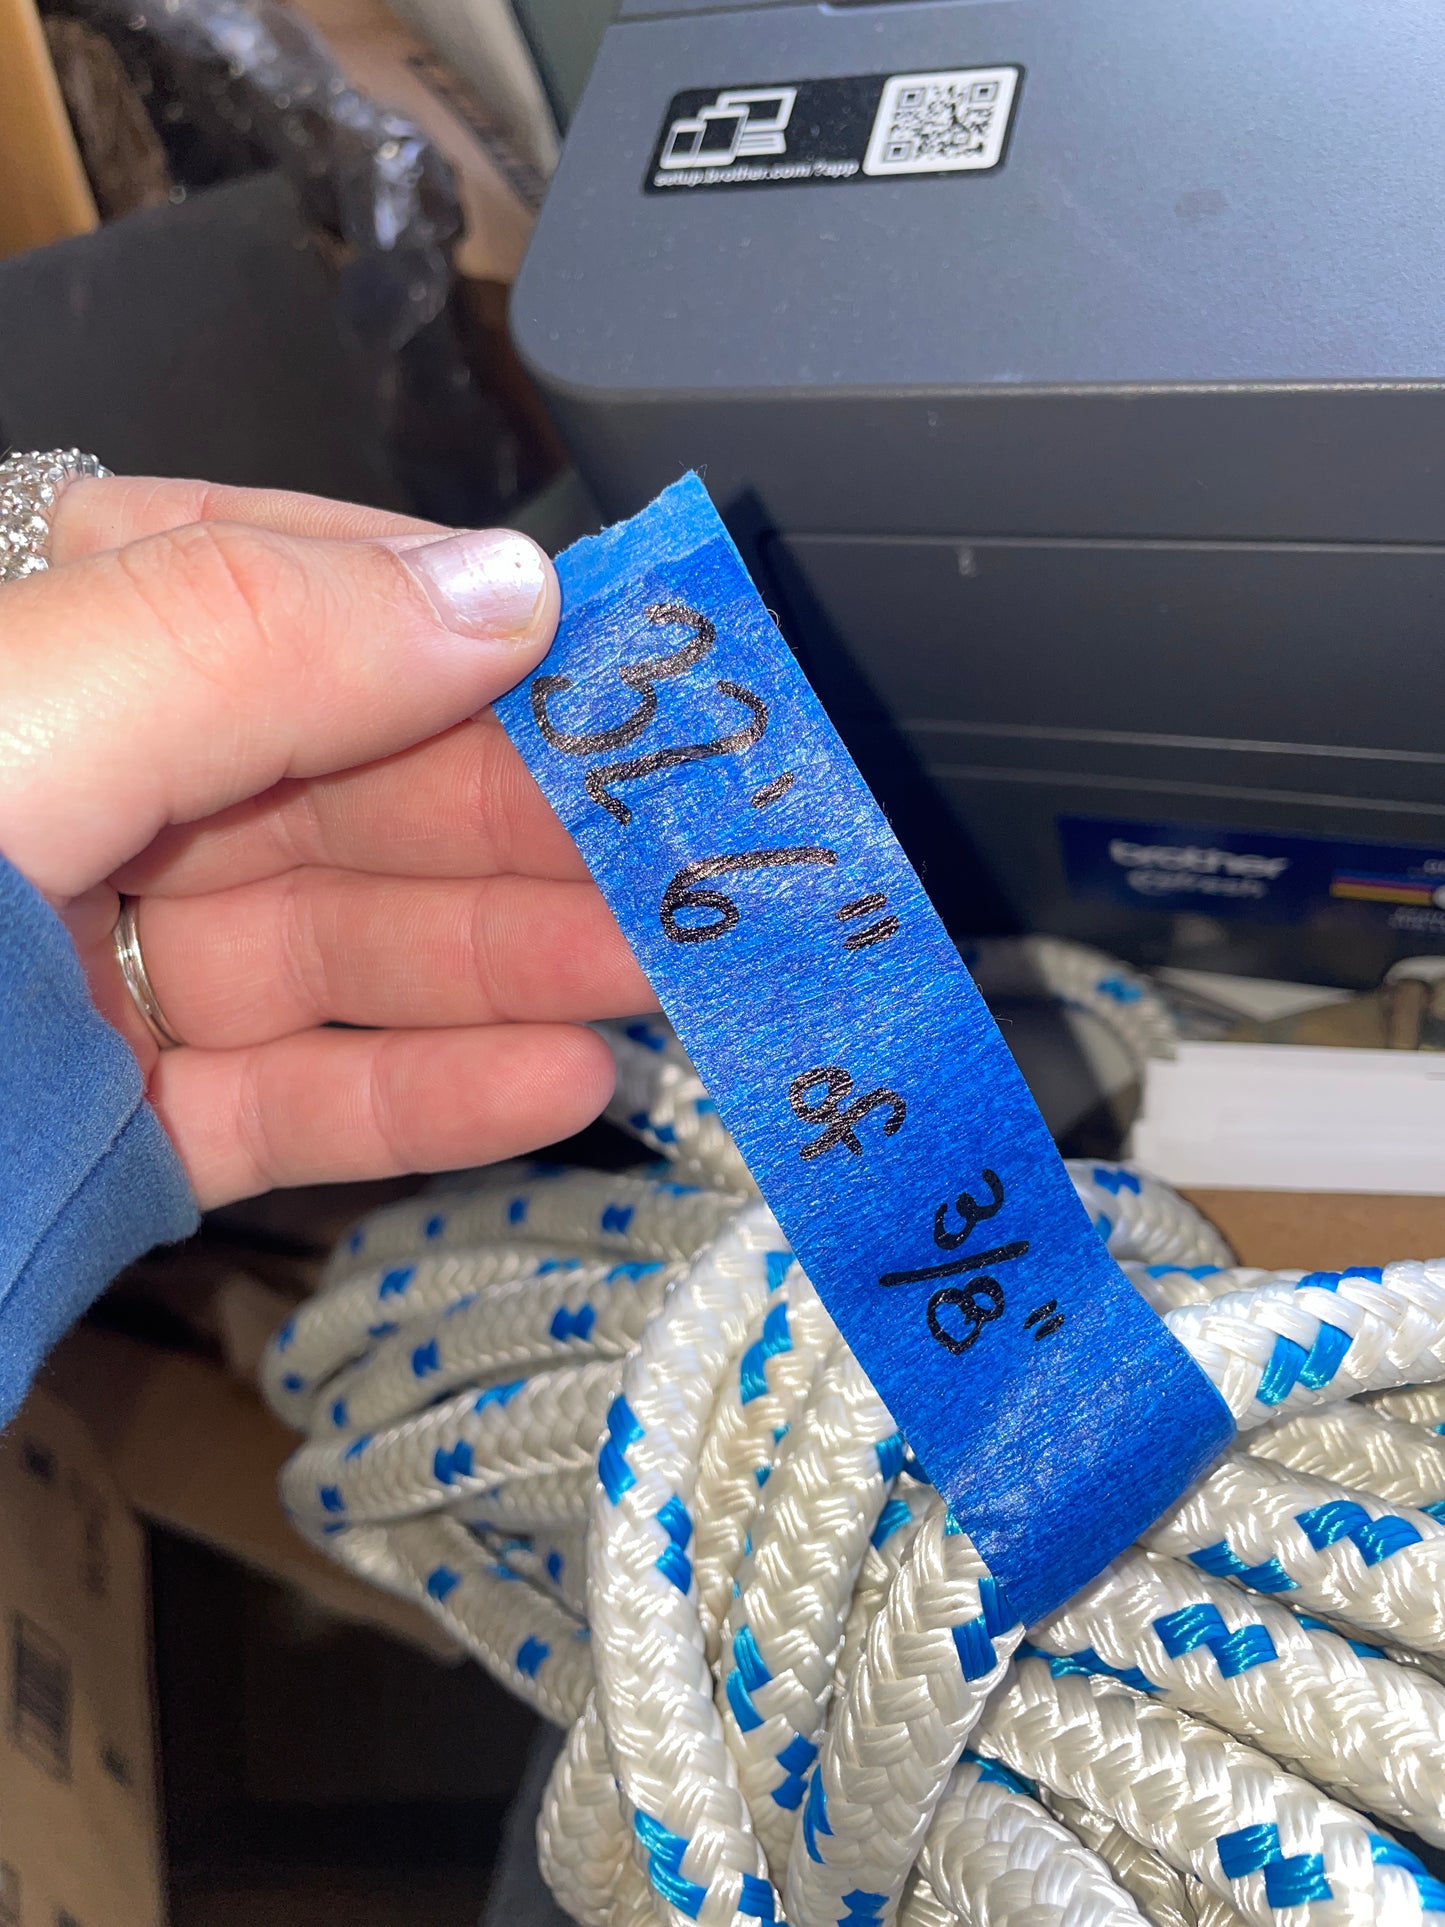 setup.brother.com/?app
32'6" of 3/8"
brother